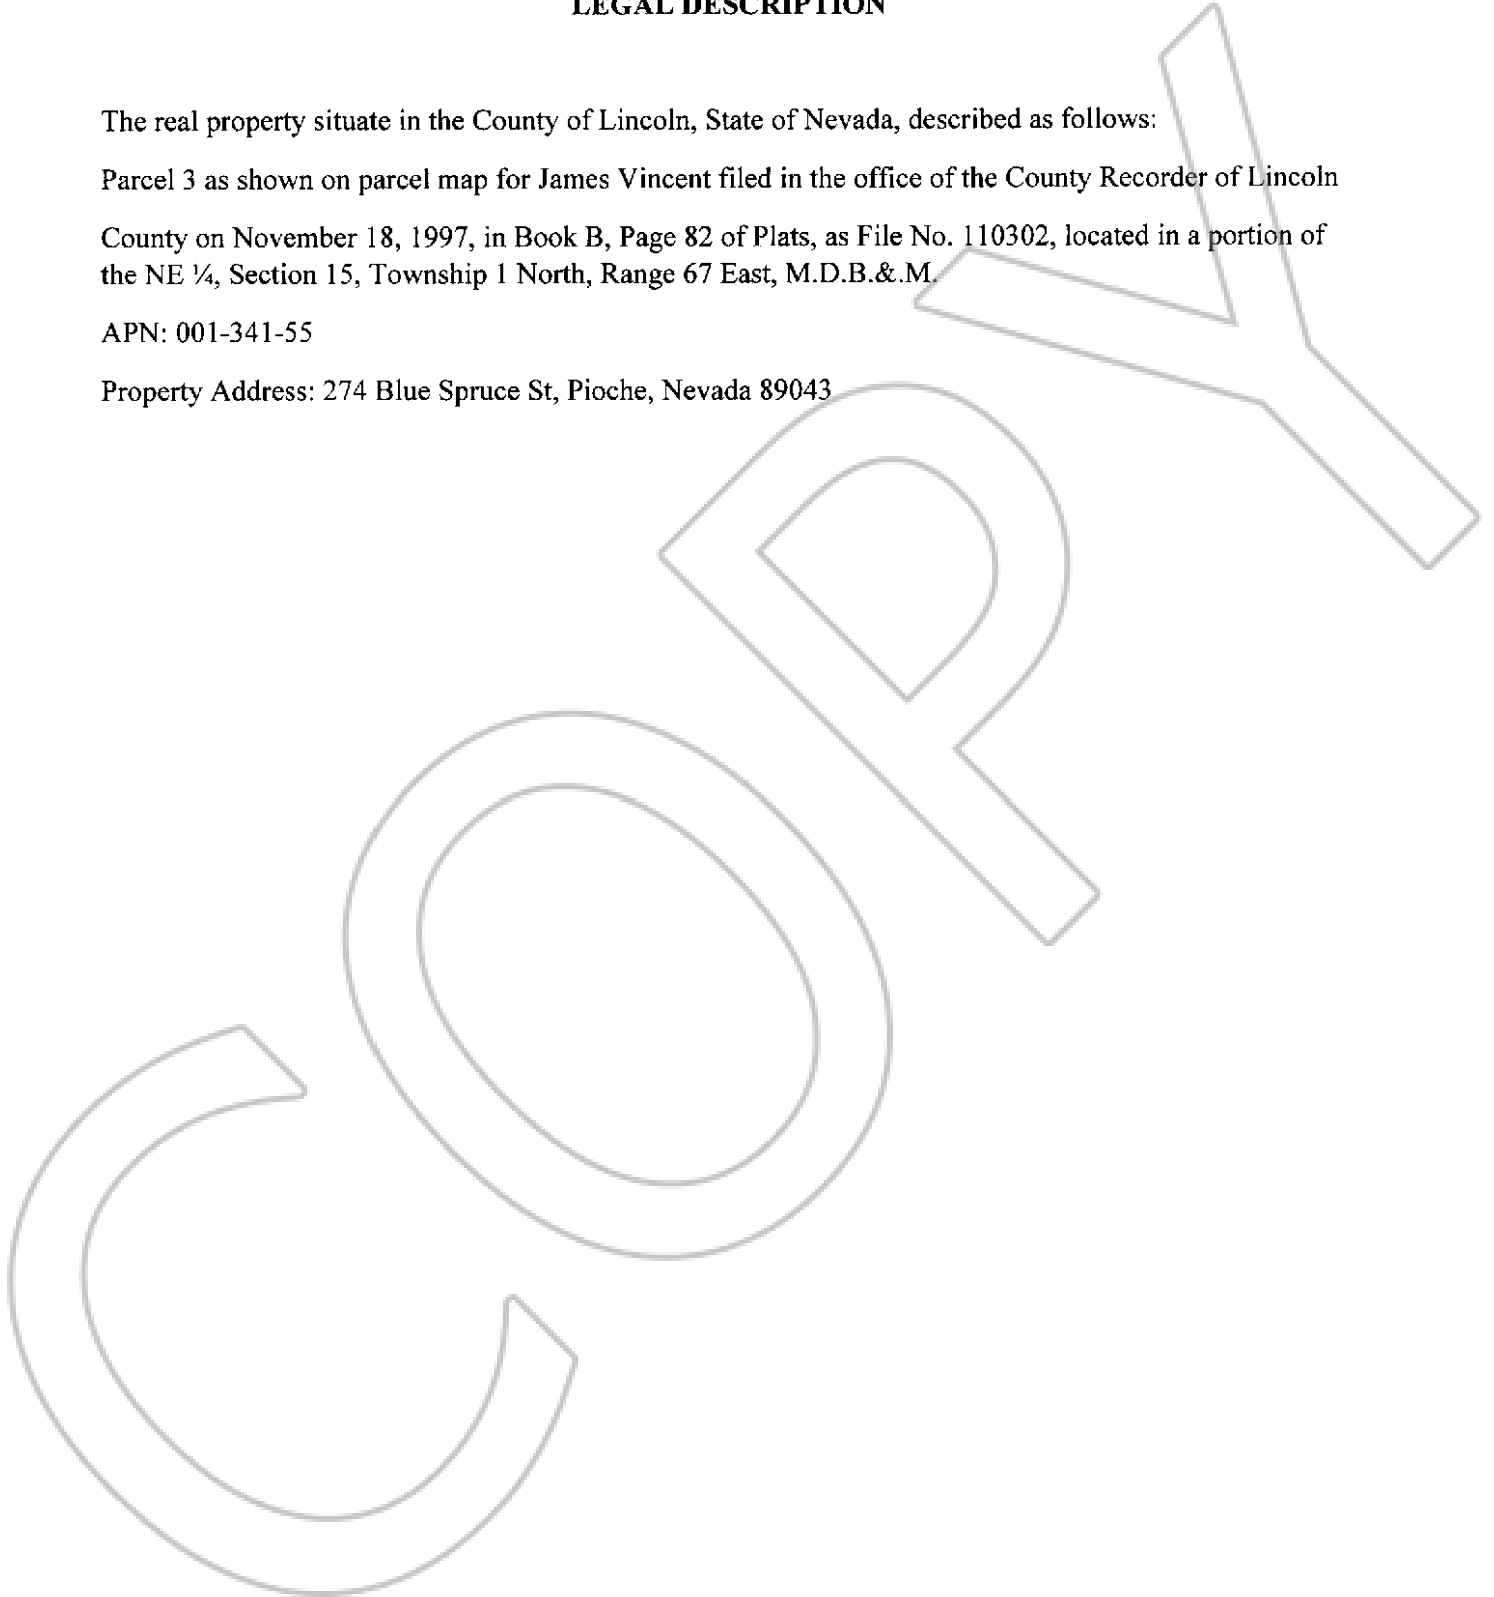 LEGAL DESCRIPTION
The real property situate in the County of Lincoln, State of Nevada, described as follows:
Parcel 3 as shown on parcel map for James Vincent filed in the office of the County Recorder of Lincoln
County on November 18, 1997, in Book B, Page 82 of Plats, as File No. 110302, located in a portion of
the NE ¼, Section 15, Township 1 North, Range 67 East, M.D.B.&.M.
APN: 001-341-55
Property Address: 274 Blue Spruce St, Pioche, Nevada 89043
COPY